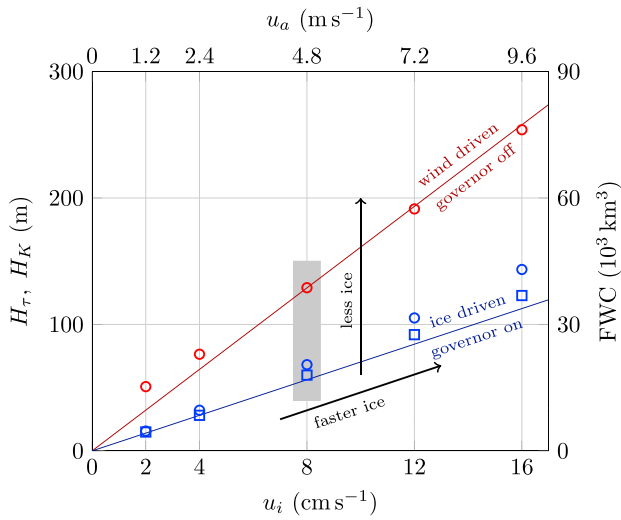 u_a (m s⁻¹)
0 1.2 2.4 4.8 7.2 9.6
300 90
wind driven
governor off
200 60
H_τ, H_K (m)
FWC (10³ km³)
less ice
100 30
ice driven
governor on
faster ice
0 0
0 2 4 8 12 16
u_i (cm s⁻¹)